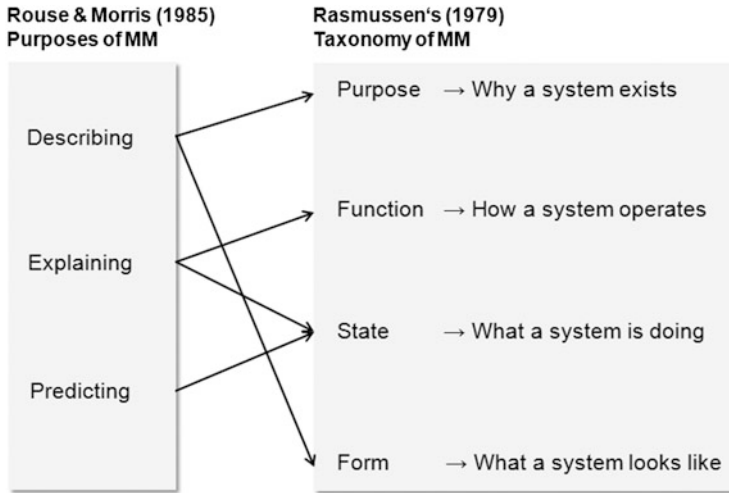 Rouse & Morris (1985)
Purposes of MM
Describing
Explaining
Predicting
Rasmussen‘s (1979)
Taxonomy of MM
Purpose → Why a system exists
Function → How a system operates
State → What a system is doing
Form → What a system looks like